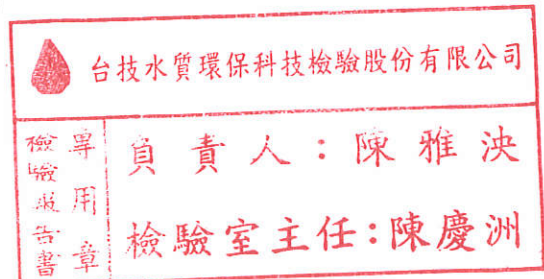 台技水質環保科技檢驗股份有限公司
檢驗報告書
專用章
負責人：陳雅泱
檢驗室主任:陳慶洲